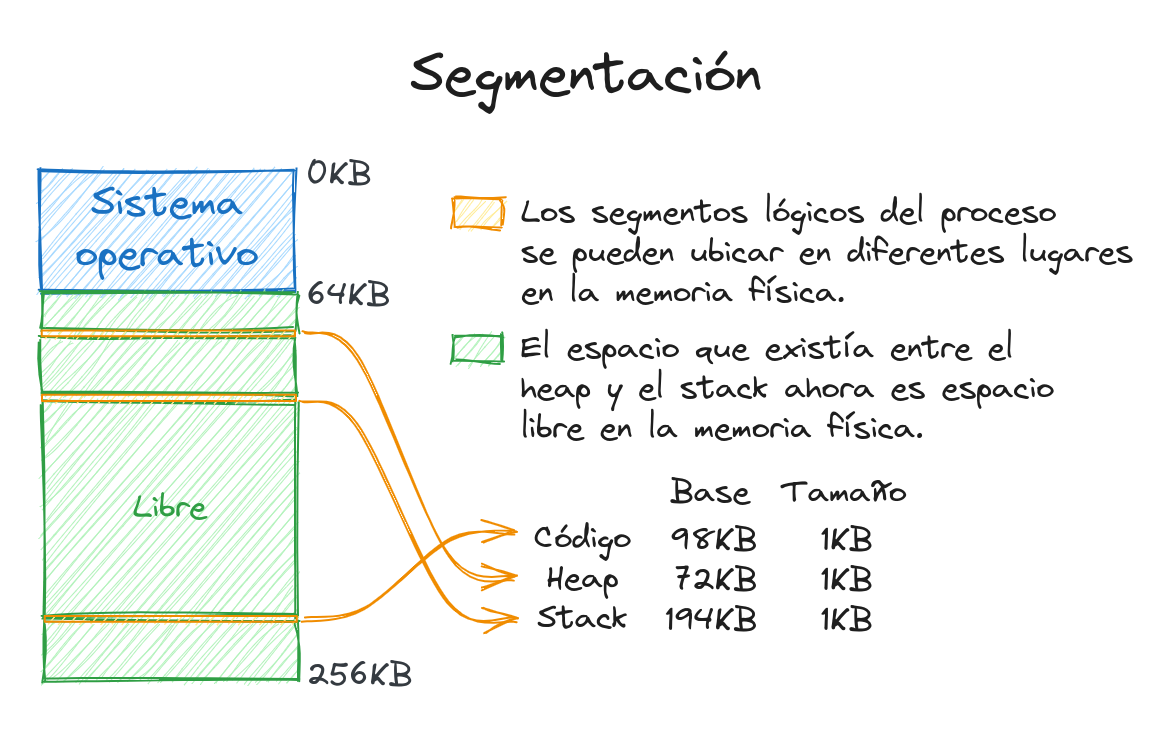 Segmentación
0KB
Sistema
operativo
64KB
Libre
256KB
Los segmentos lógicos del proceso
se pueden ubicar en diferentes lugares
en la memoria física.
El espacio que existía entre el
heap y el stack ahora es espacio
libre en la memoria física.
Base Tamaño
Código 98KB 1KB
Heap 72KB 1KB
Stack 194KB 1KB